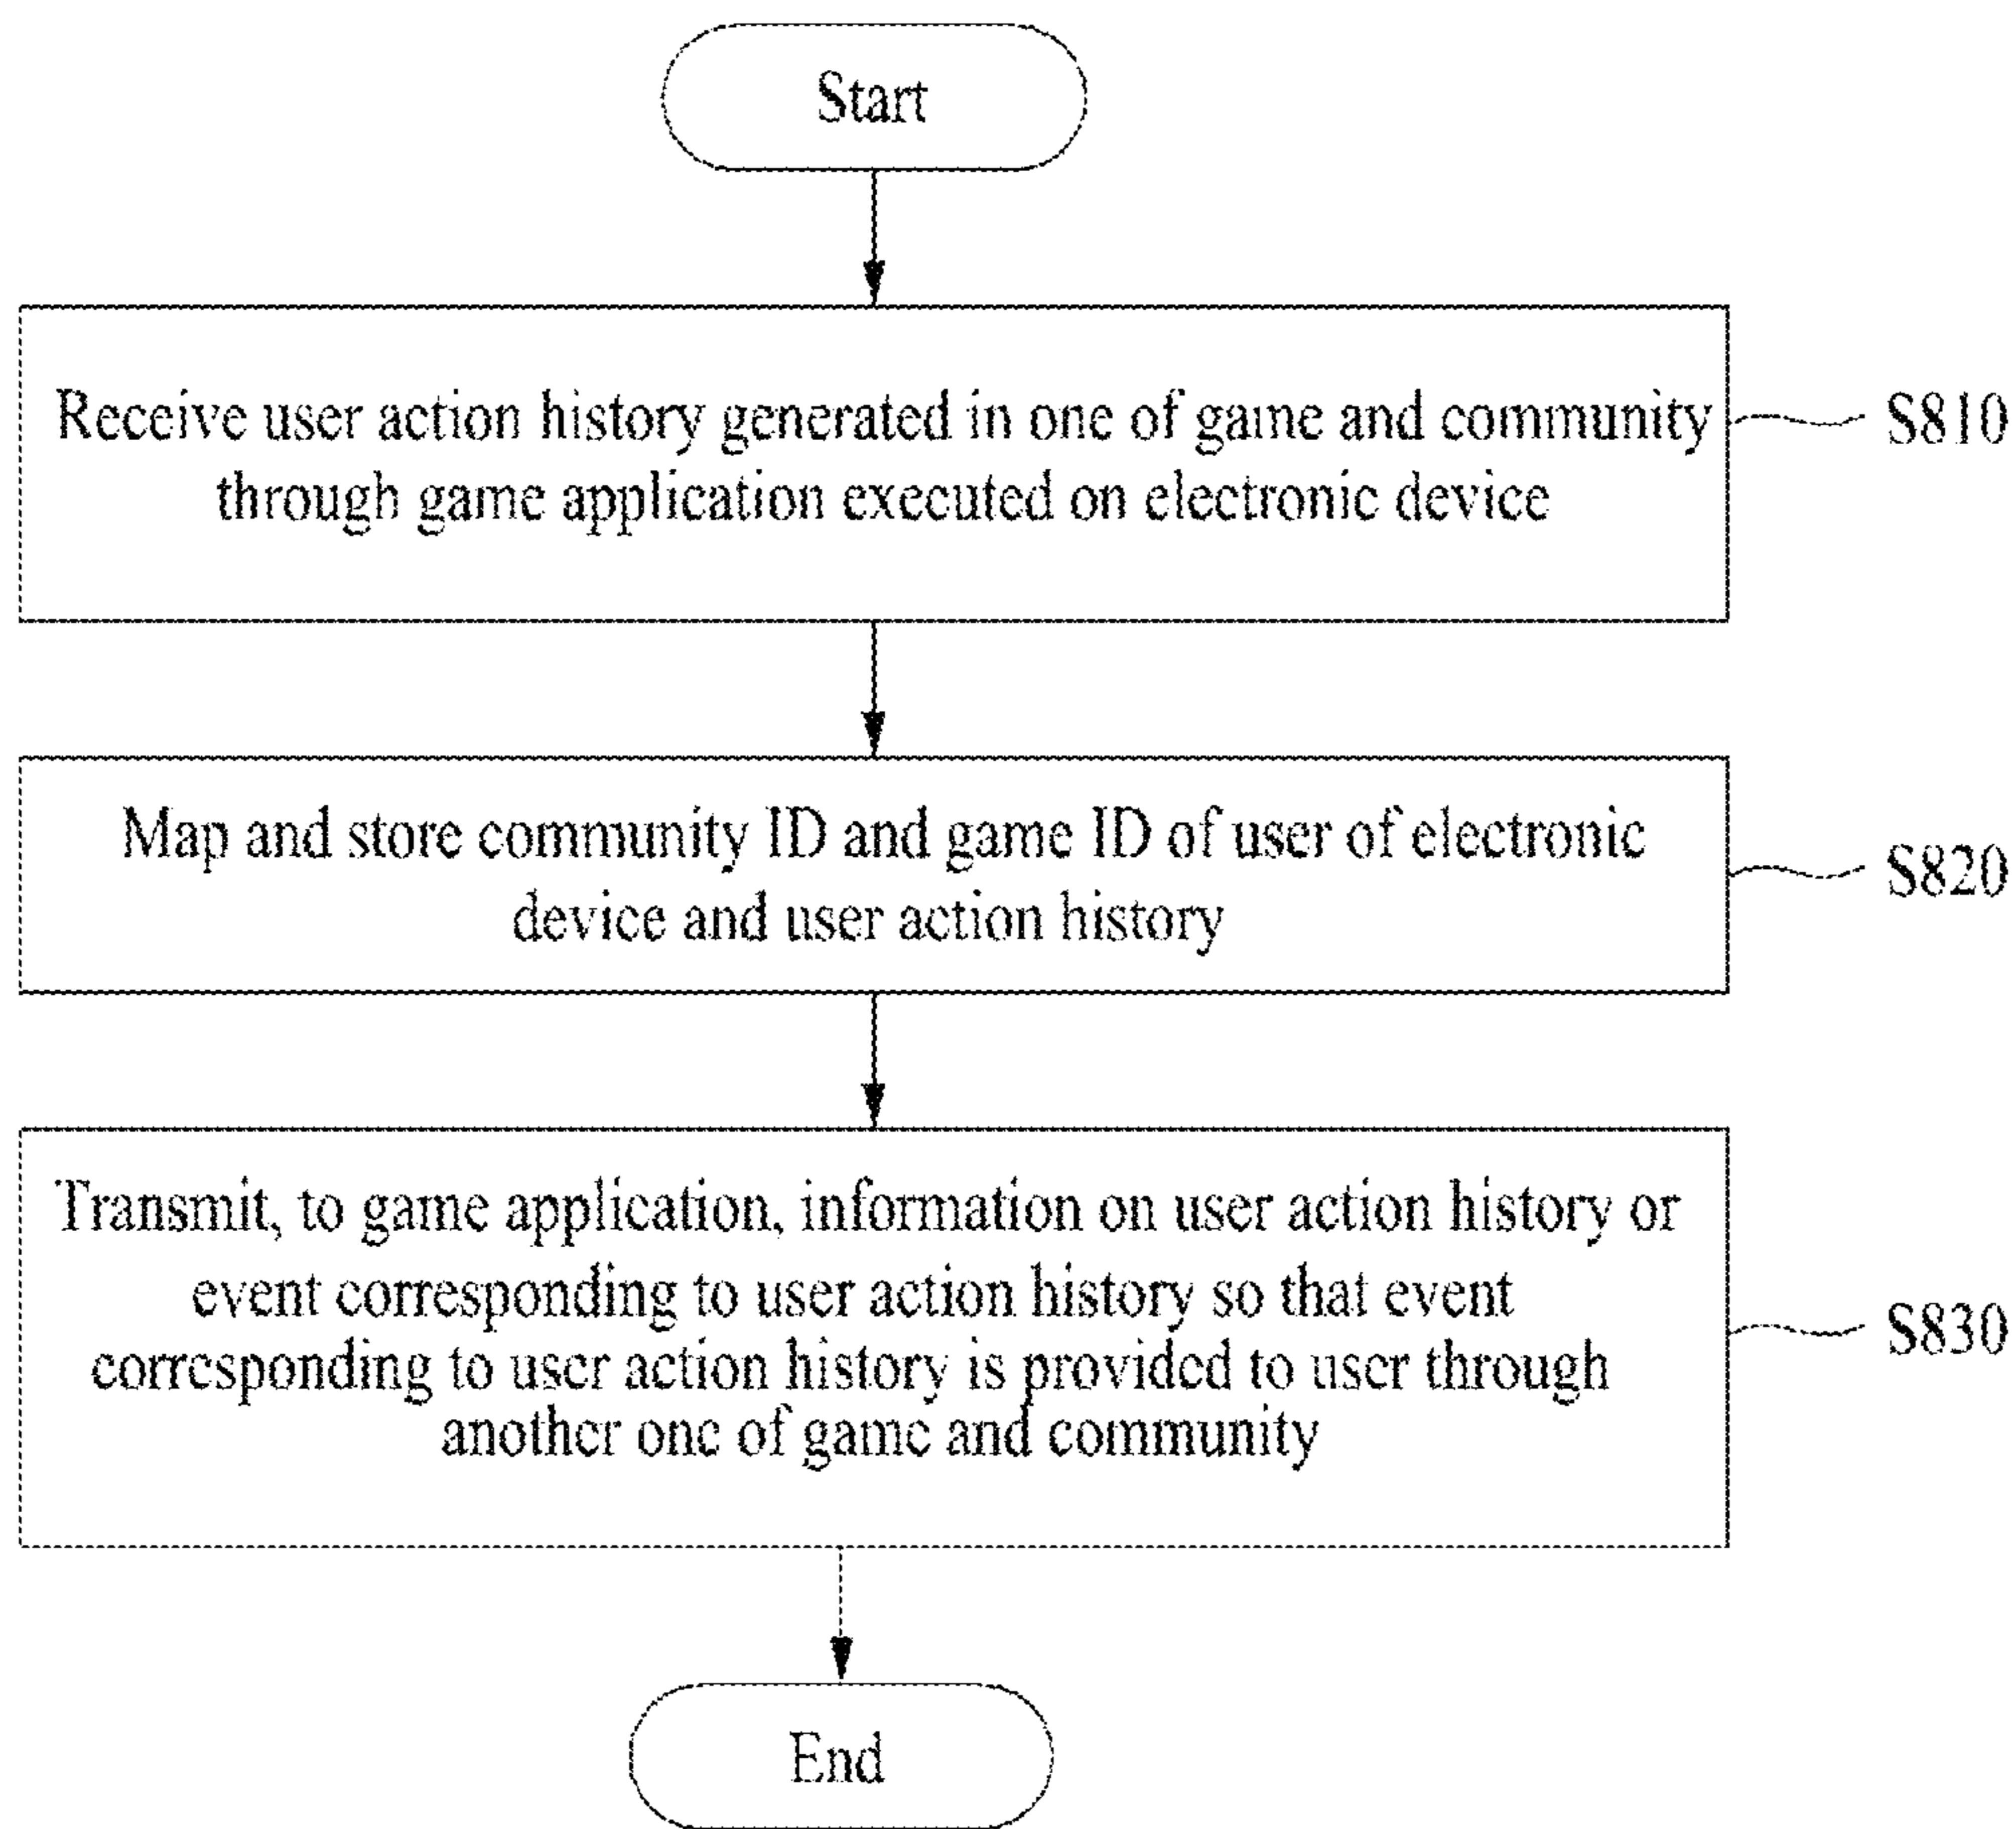 Start
Receive user action history generated in one of game and community
through game application executed on electronic device
S810
Map and store community ID and game ID of user of electronic
device and user action history
S820
Transmit, to game application, information on user action history or
event corresponding to user action history so that event
corresponding to user action history is provided to user through
another one of game and community
S830
End